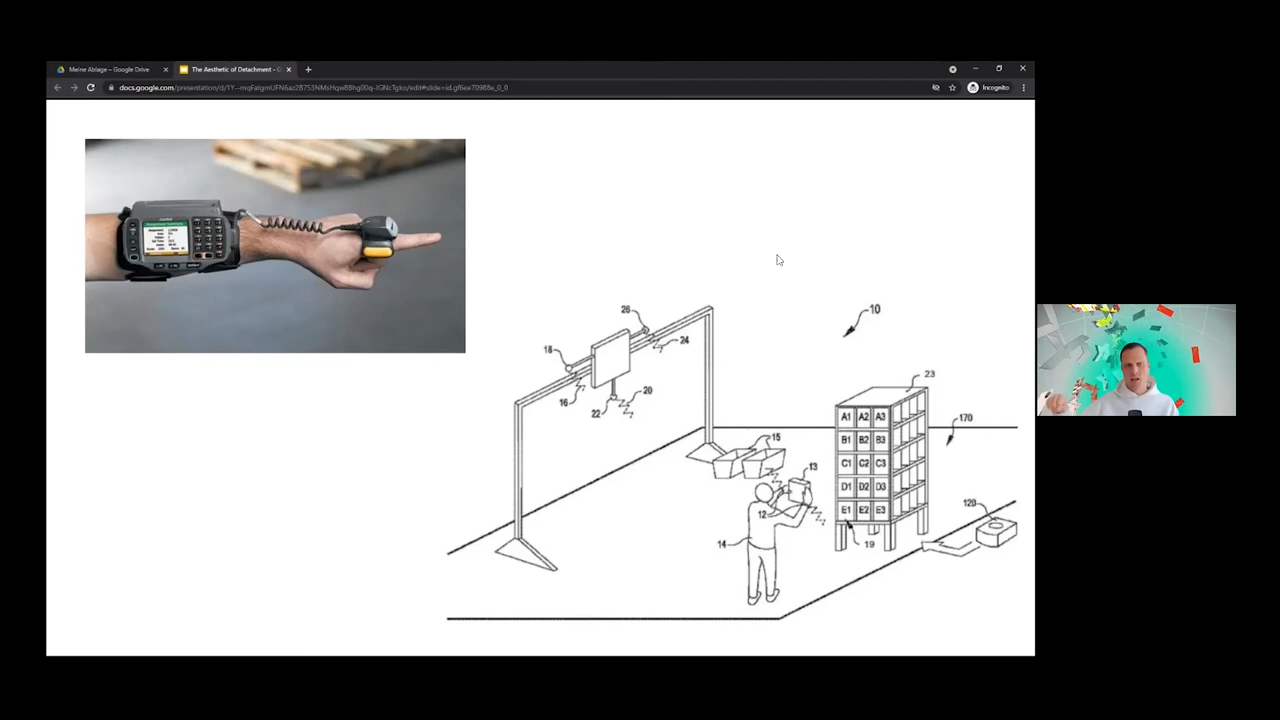 Meine Ablage – Google Drive
The Aesthetic of Detachment - G
Incognito
26
10
18
24
23
16
20
22
A1 A2 A3
170
B1 B2 B3
15
C1 C2 C3
13
D1 D2 D3
120
12
E1 E2 E3
14
19